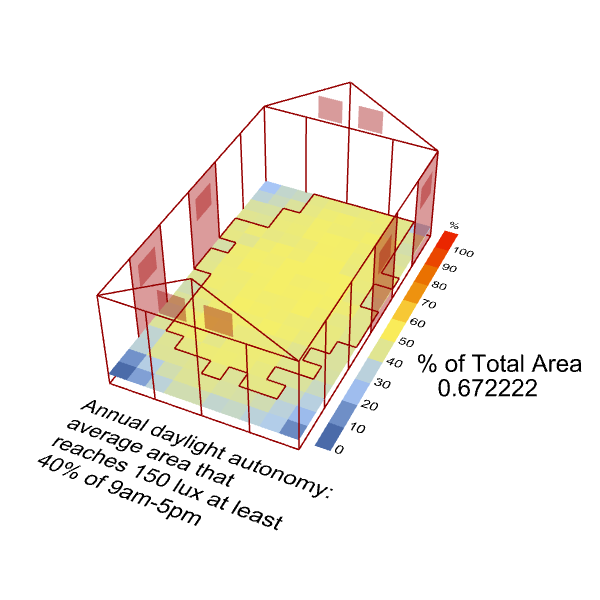 %
100
90
80
70
60
50
40
30
20
10
0
% of Total Area
0.672222
Annual daylight autonomy:
average area that
reaches 150 lux at least
40% of 9am-5pm